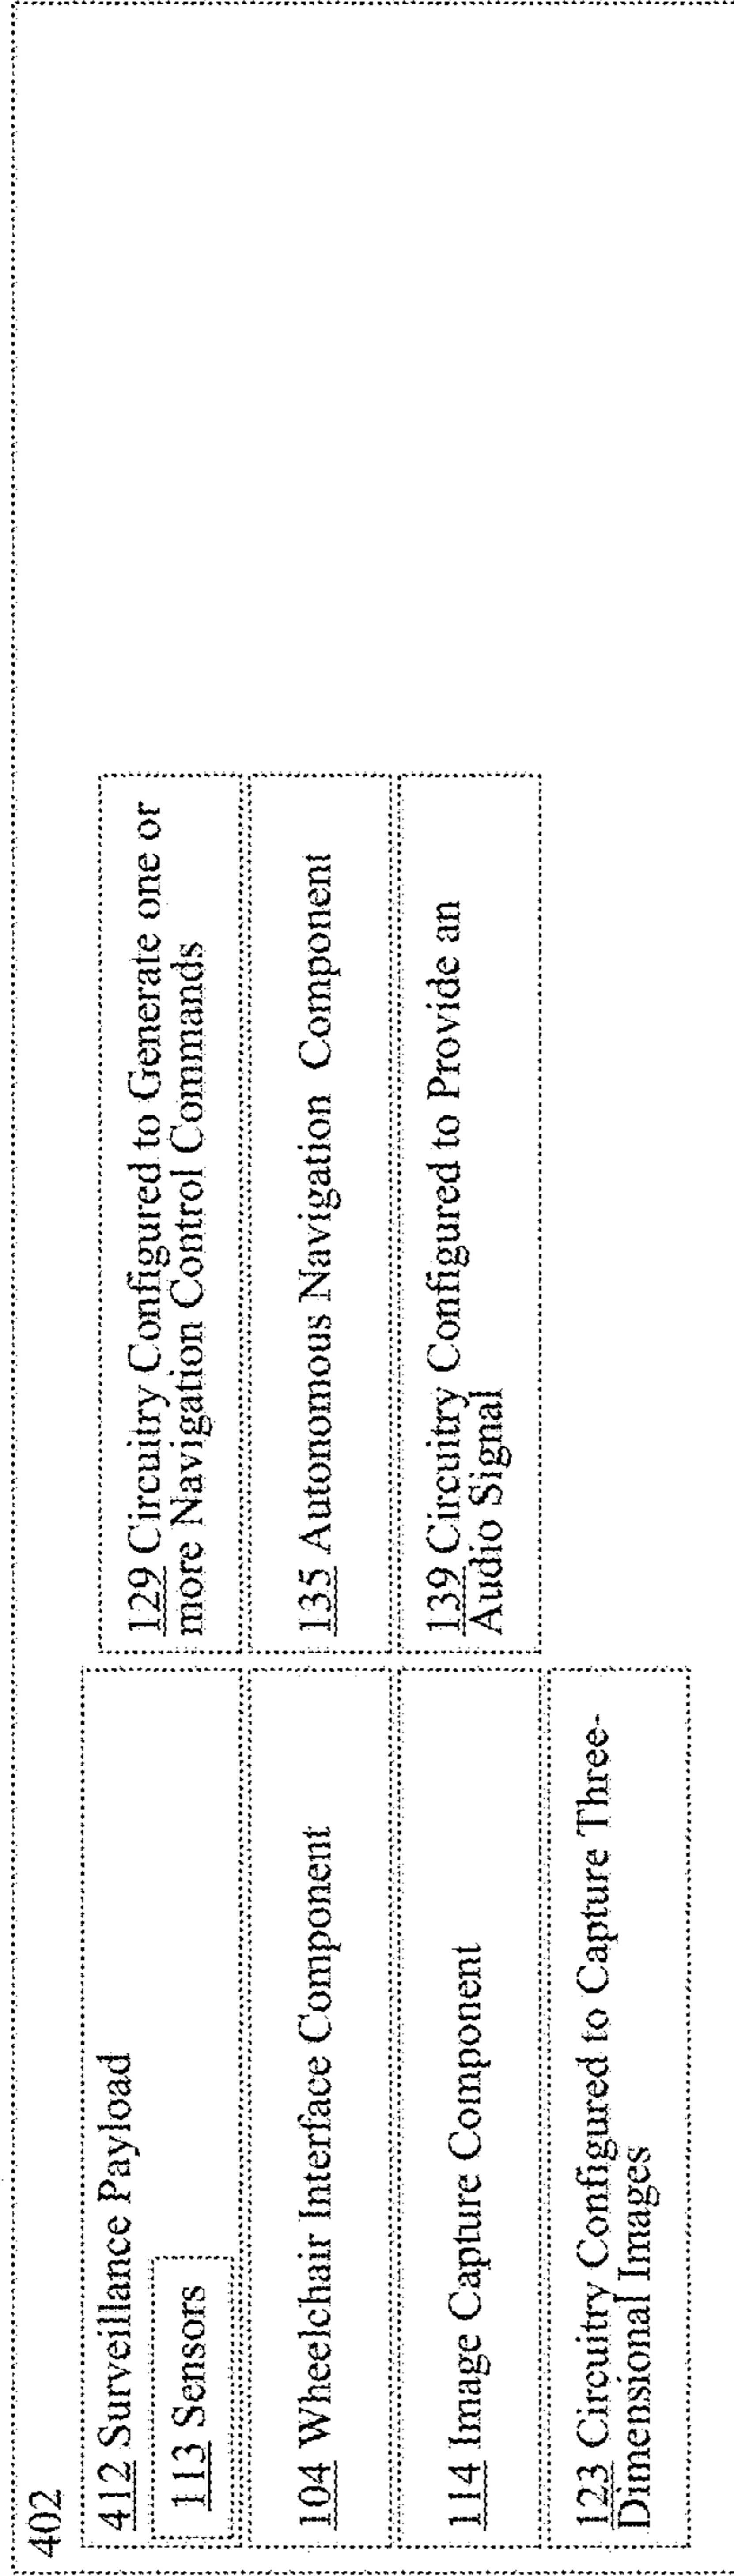 402
412 Surveillance Payload
113 Sensors
104 Wheelchair Interface Component
114 Image Capture Component
123 Circuitry Configured to Capture Three-
Dimensional Images
129 Circuitry Configured to Generate one or
more Navigation Control Commands
135 Autonomous Navigation Component
139 Circuitry Configured to Provide an
Audio Signal